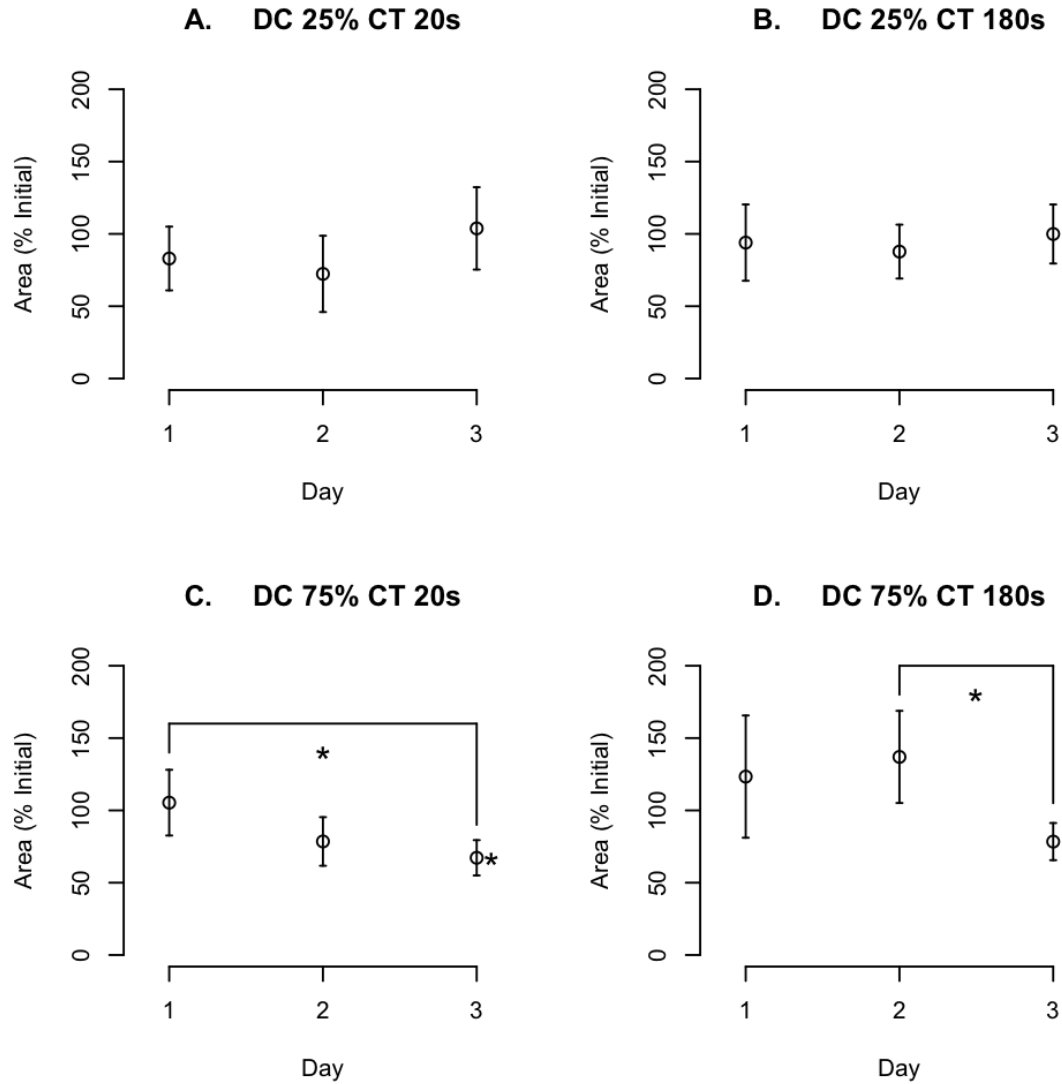 A. DC 25% CT 20s
Area (% Initial)
200
150
100
50
0
1 2 3
Day
B. DC 25% CT 180s
Area (% Initial)
200
150
100
50
0
1 2 3
Day
C. DC 75% CT 20s
Area (% Initial)
200
150
100
50
0
*
*
1 2 3
Day
D. DC 75% CT 180s
Area (% Initial)
200
150
100
50
0
*
1 2 3
Day